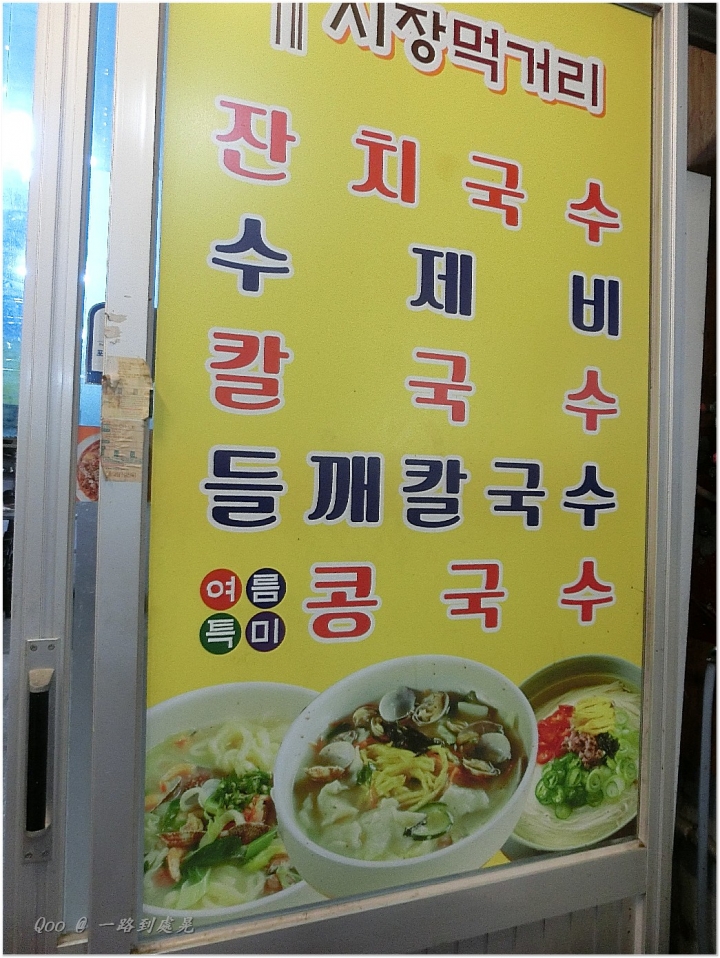 시장먹거리
잔치국수
수제비
칼국수
들깨칼국수
여름
특미
콩국수
Qoo @ 一路到處晃